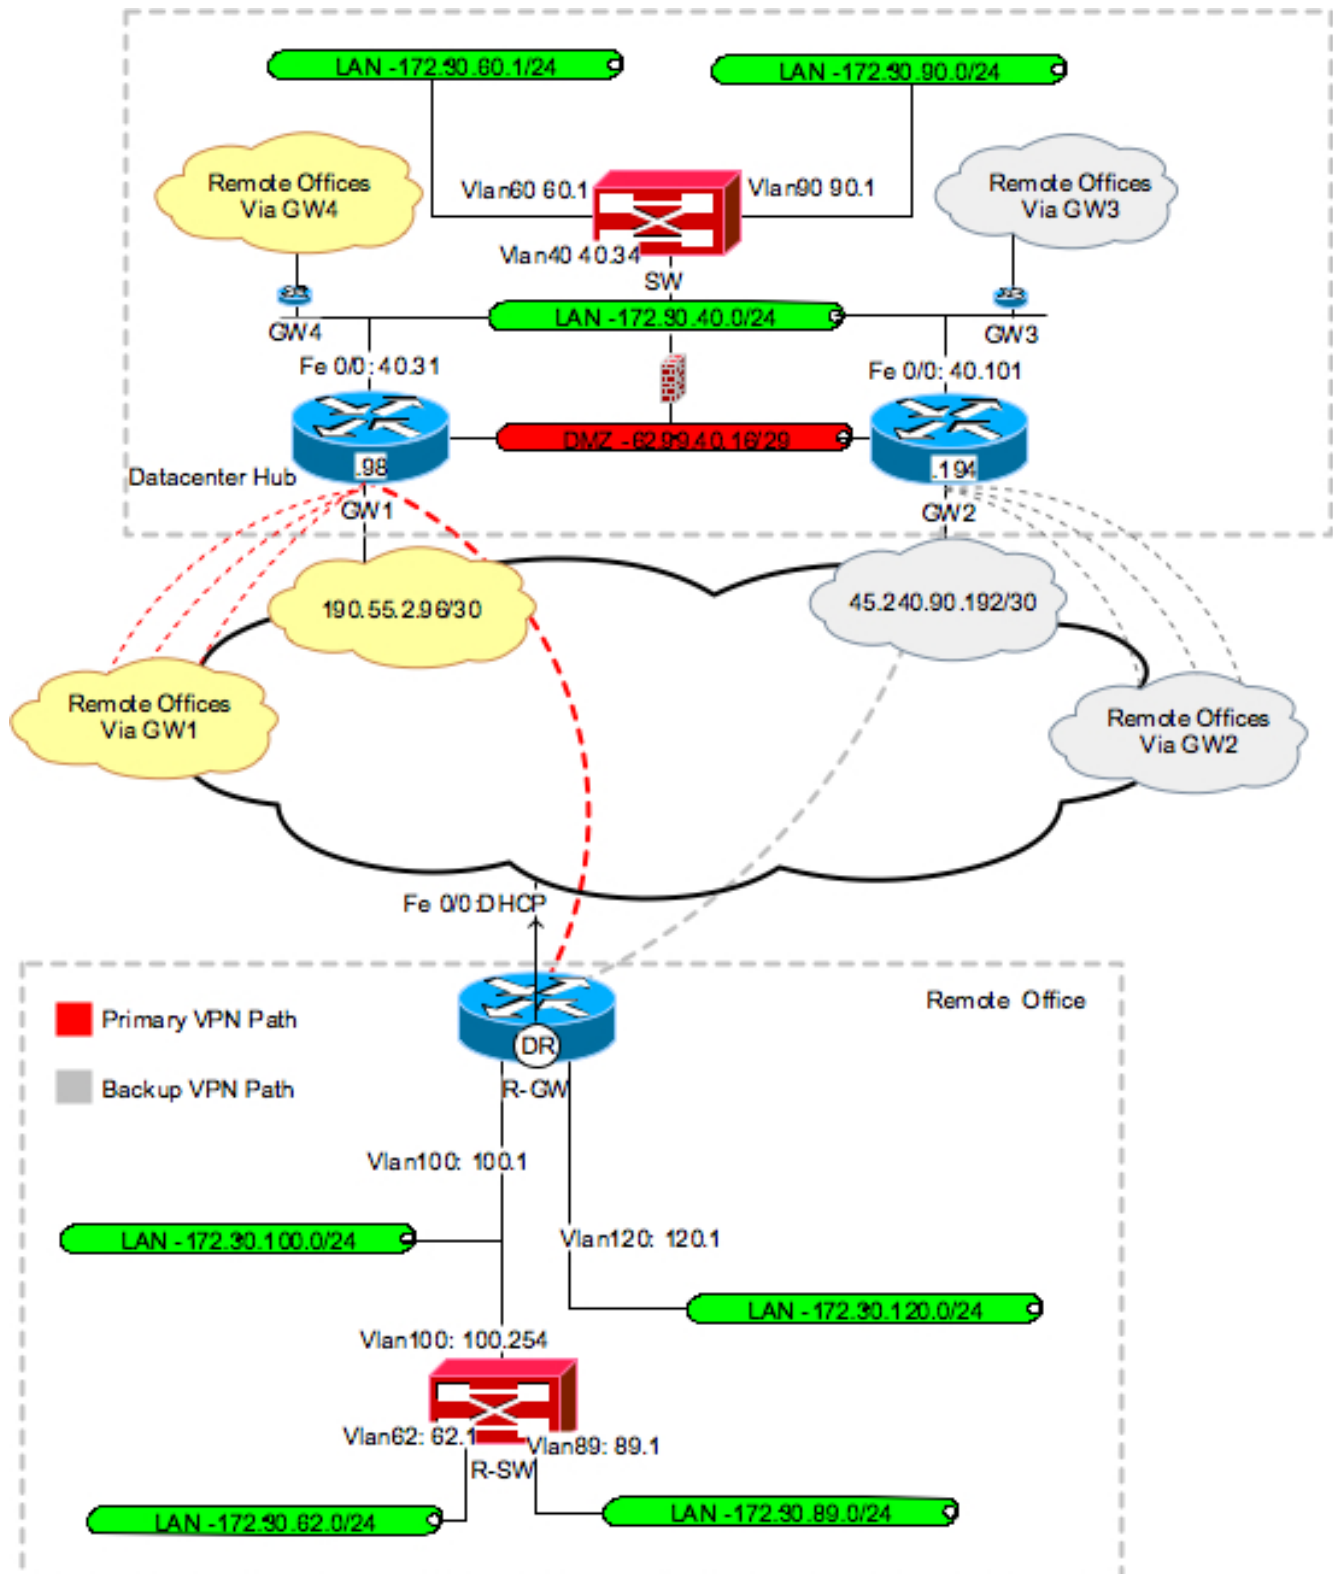 LAN -172.30.60.1/24
LAN -172.30.90.0/24
Remote Offices
Via GW4
Vlan60 60.1
Vlan90 90.1
Remote Offices
Via GW3
Vlan40 40.34
SW
LAN -172.30.40.0/24
GW4
GW3
Fe 0/0: 40.31
Fe 0/0: 40.101
DMZ -62.99.40.16/29
.98
.194
Datacenter Hub
GW1
GW2
190.55.2.96/30
45.240.90.192/30
Remote Offices
Via GW1
Remote Offices
Via GW2
Fe 0/0:DHCP
Remote Office
Primary VPN Path
DR
Backup VPN Path
R-GW
Vlan100: 100.1
LAN -172.30.100.0/24
Vlan120: 120.1
LAN -172.30.120.0/24
Vlan100: 100.254
Vlan62: 62.1
Vlan89: 89.1
R-SW
LAN -172.30.62.0/24
LAN -172.30.89.0/24